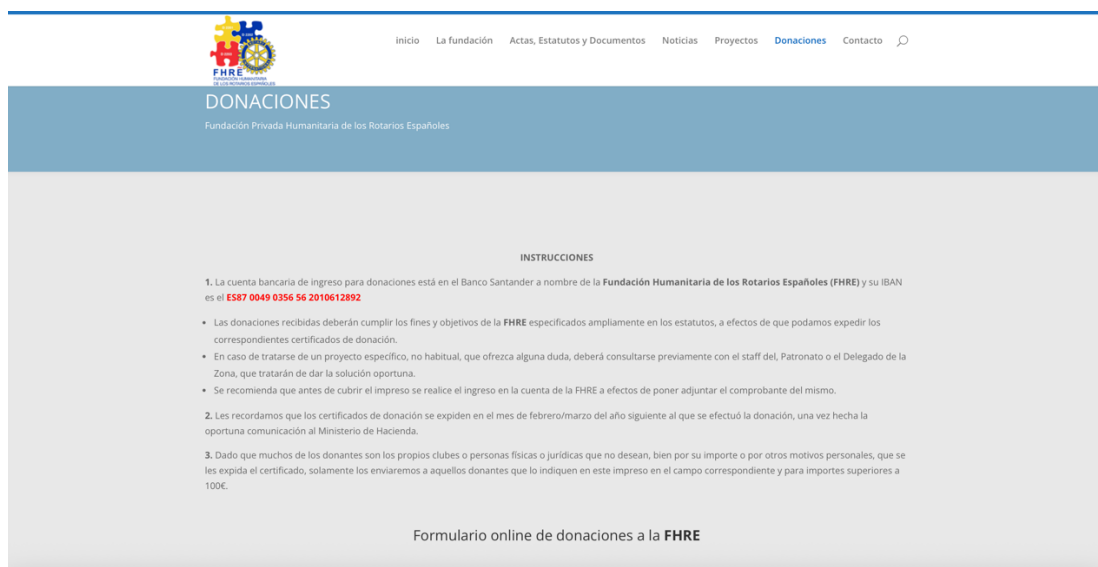 inicio La fundación Actas, Estatutos y Documentos Noticias Proyectos Donaciones Contacto
FHRE
FUNDACIÓN HUMANITARIA
DE LOS ROTARIOS ESPAÑOLES
DONACIONES
Fundación Privada Humanitaria de los Rotarios Españoles
INSTRUCCIONES
1. La cuenta bancaria de ingreso para donaciones está en el Banco Santander a nombre de la Fundación Humanitaria de los Rotarios Españoles (FHRE) y su IBAN
es el ES87 0049 0356 56 2010612892
• Las donaciones recibidas deberán cumplir los fines y objetivos de la FHRE especificados ampliamente en los estatutos, a efectos de que podamos expedir los
correspondientes certificados de donación.
• En caso de tratarse de un proyecto específico, no habitual, que ofrezca alguna duda, deberá consultarse previamente con el staff del, Patronato o el Delegado de la
Zona, que tratarán de dar la solución oportuna.
• Se recomienda que antes de cubrir el impreso se realice el ingreso en la cuenta de la FHRE a efectos de poner adjuntar el comprobante del mismo.
2. Les recordamos que los certificados de donación se expiden en el mes de febrero/marzo del año siguiente al que se efectuó la donación, una vez hecha la
oportuna comunicación al Ministerio de Hacienda.
3. Dado que muchos de los donantes son los propios clubes o personas físicas o jurídicas que no desean, bien por su importe o por otros motivos personales, que se
les expida el certificado, solamente los enviaremos a aquellos donantes que lo indiquen en este impreso en el campo correspondiente y para importes superiores a
100€.
Formulario online de donaciones a la FHRE